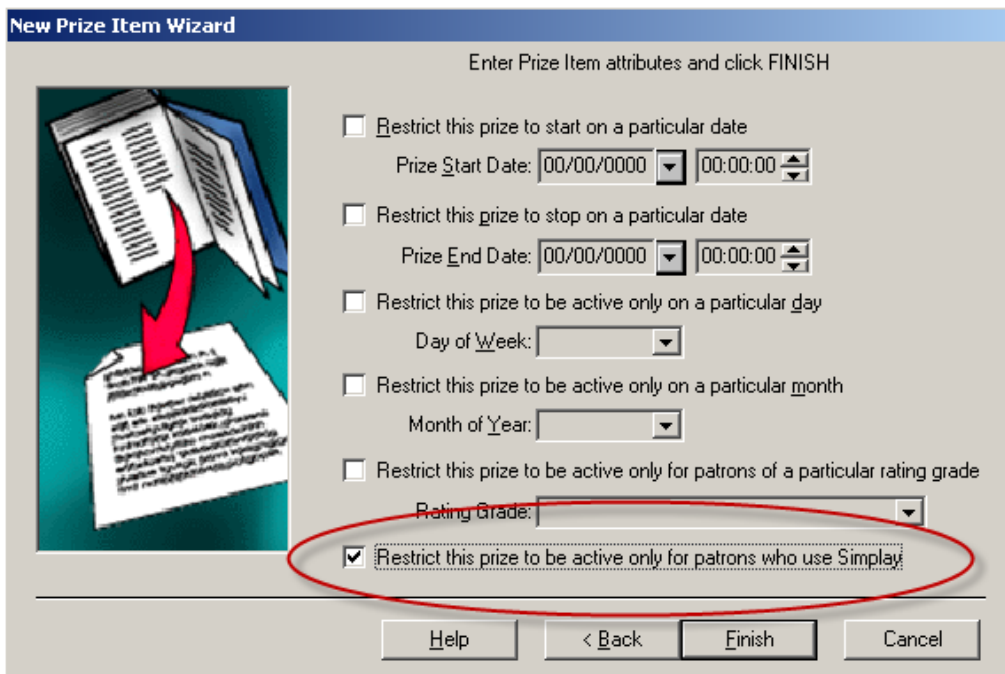 New Prize Item Wizard
Enter Prize Item attributes and click FINISH
Restrict this prize to start on a particular date
Prize Start Date: 00/00/0000 00:00:00
Restrict this prize to stop on a particular date
Prize End Date: 00/00/0000 00:00:00
Restrict this prize to be active only on a particular day
Day of Week:
Restrict this prize to be active only on a particular month
Month of Year:
Restrict this prize to be active only for patrons of a particular rating grade
Rating Grade:
Restrict this prize to be active only for patrons who use Simplay
Help < Back Finish Cancel